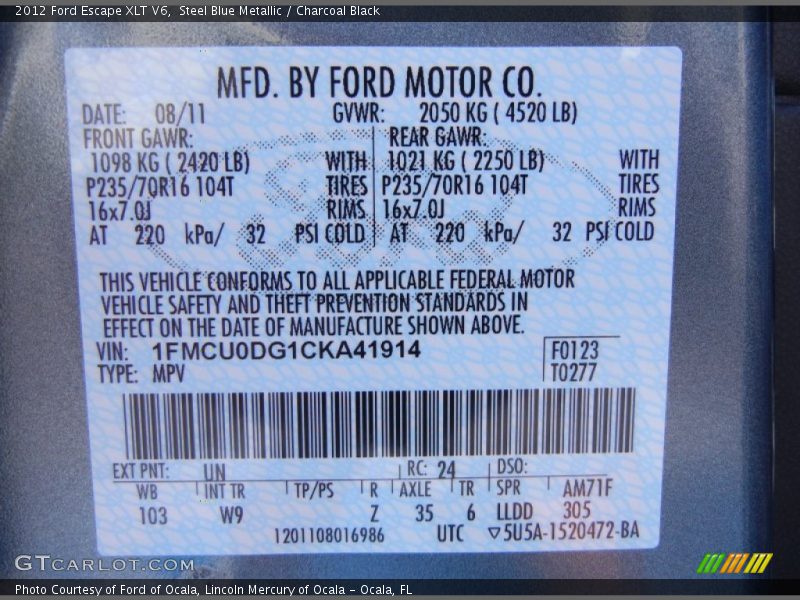 2012 Ford Escape XLT V6, Steel Blue Metallic / Charcoal Black
MFD. BY FORD MOTOR CO.
DATE: 08/11 GVWR: 2050 KG ( 4520 LB)
FRONT GAWR: REAR GAWR:
1098 KG ( 2420 LB) WITH 1021 KG ( 2250 LB) WITH
P235/70R16 104T TIRES P235/70R16 104T TIRES
16x7.0J RIMS 16x7.0J RIMS
AT 220 kPa/ 32 PSI COLD AT 220 kPa/ 32 PSI COLD
THIS VEHICLE CONFORMS TO ALL APPLICABLE FEDERAL MOTOR
VEHICLE SAFETY AND THEFT PREVENTION STANDARDS IN
EFFECT ON THE DATE OF MANUFACTURE SHOWN ABOVE.
VIN: 1FMCU0DG1CKA41914 F0123
TYPE: MPV T0277
EXT PNT: UN RC: 24 DSO:
WB INT TR TP/PS R AXLE TR SPR AM71F
103 W9 Z 35 6 LLDD 305
1201108016986 UTC ▽5U5A-1520472-BA
GTCARLOT.COM
Photo Courtesy of Ford of Ocala, Lincoln Mercury of Ocala – Ocala, FL